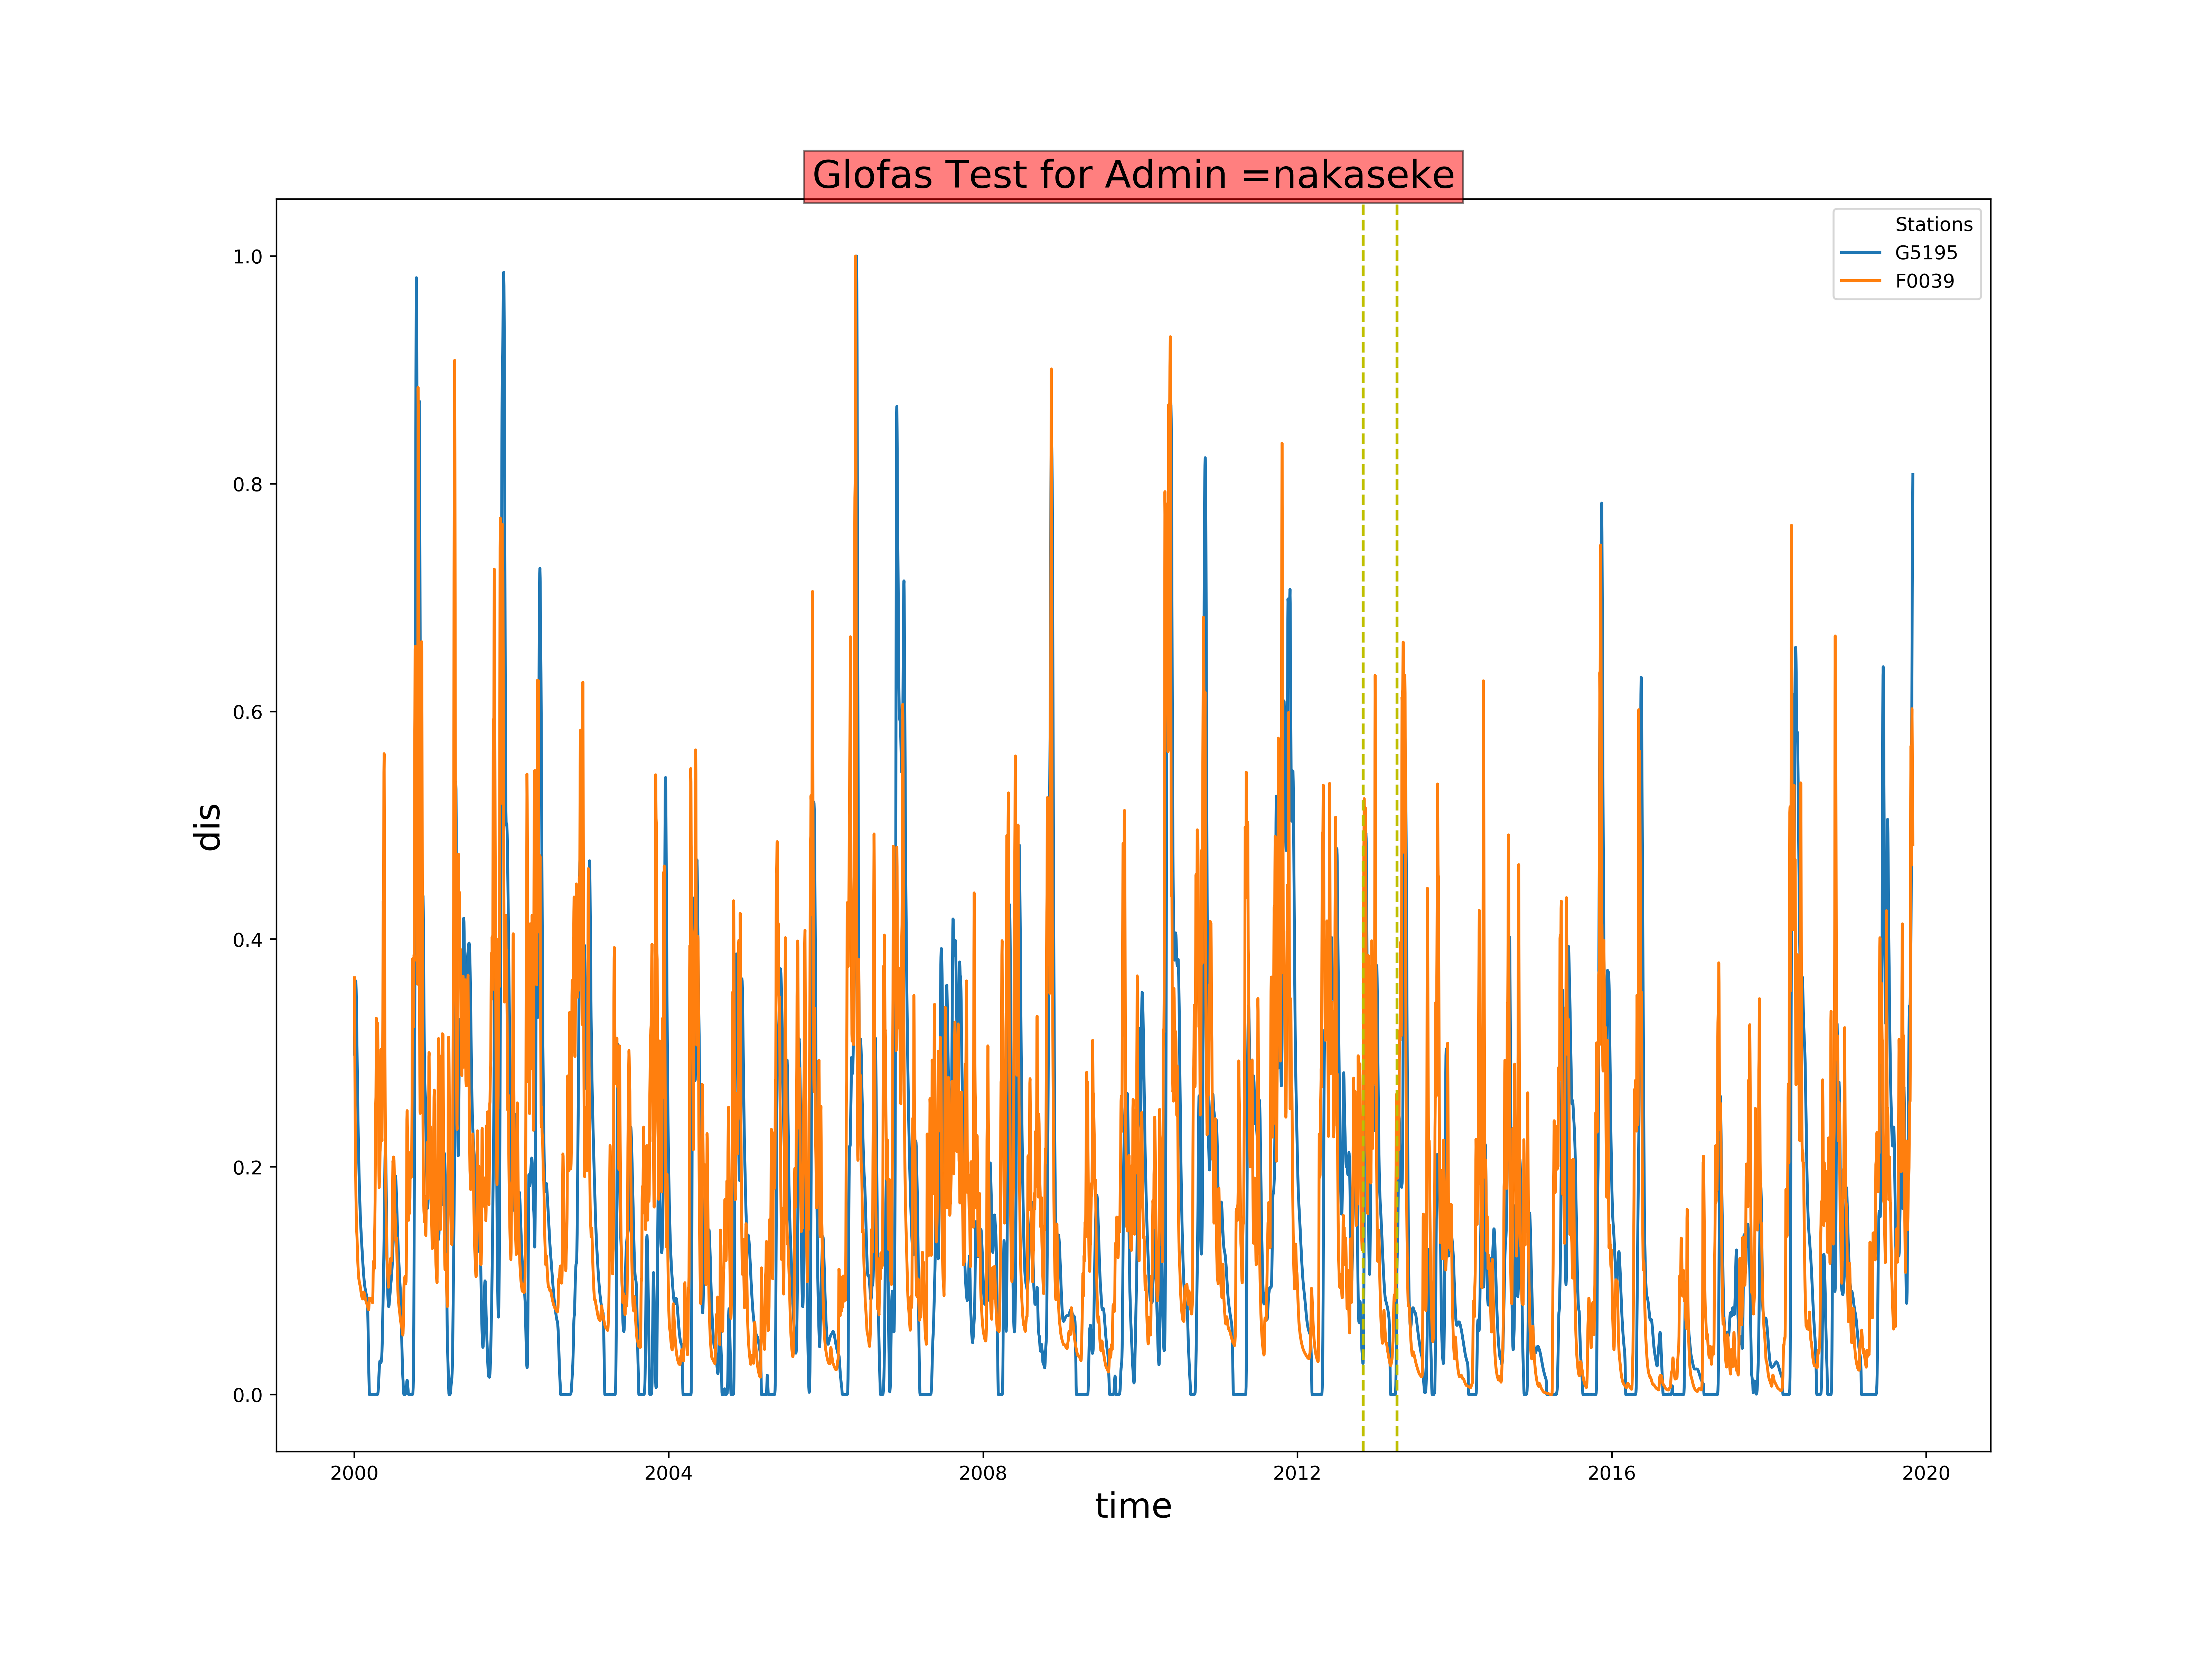 Glofas Test for Admin =nakaseke
Stations
G5195
F0039
1.0
0.8
0.6
0.4
0.2
0.0
dis
2000
2004
2008
2012
2016
2020
time